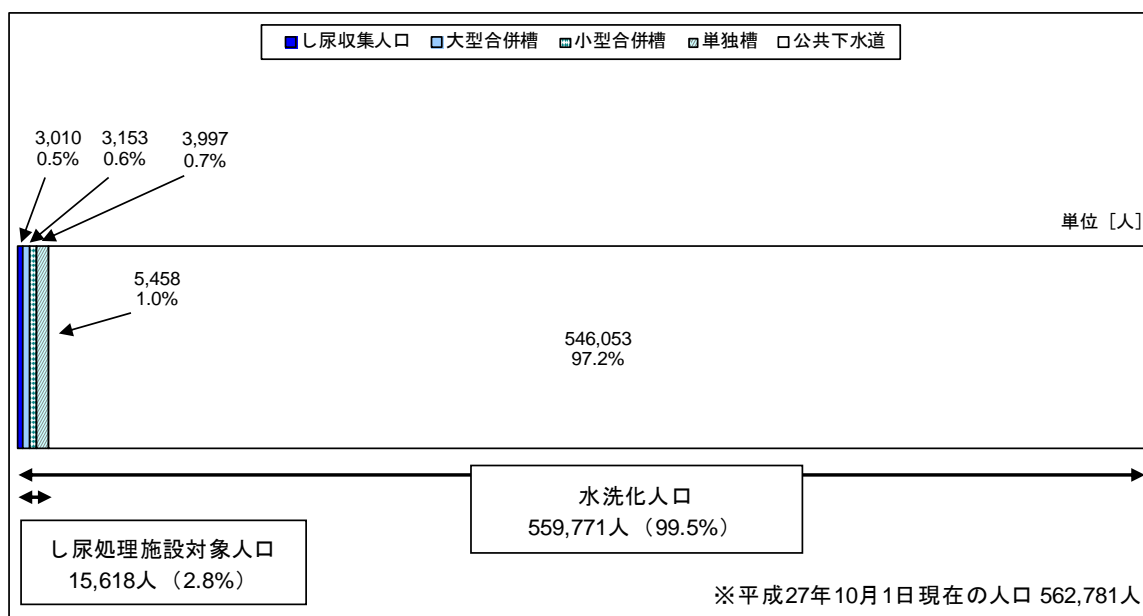 し尿収集人口 大型合併槽 小型合併槽 単独槽 公共下水道
3,010 3,153 3,997
0.5% 0.6% 0.7%
単位［人］
5,458
1.0%
546,053
97.2%
水洗化人口
559,771人（99.5%）
し尿処理施設対象人口
15,618人（2.8%）
※平成27年10月1日現在の人口 562,781人